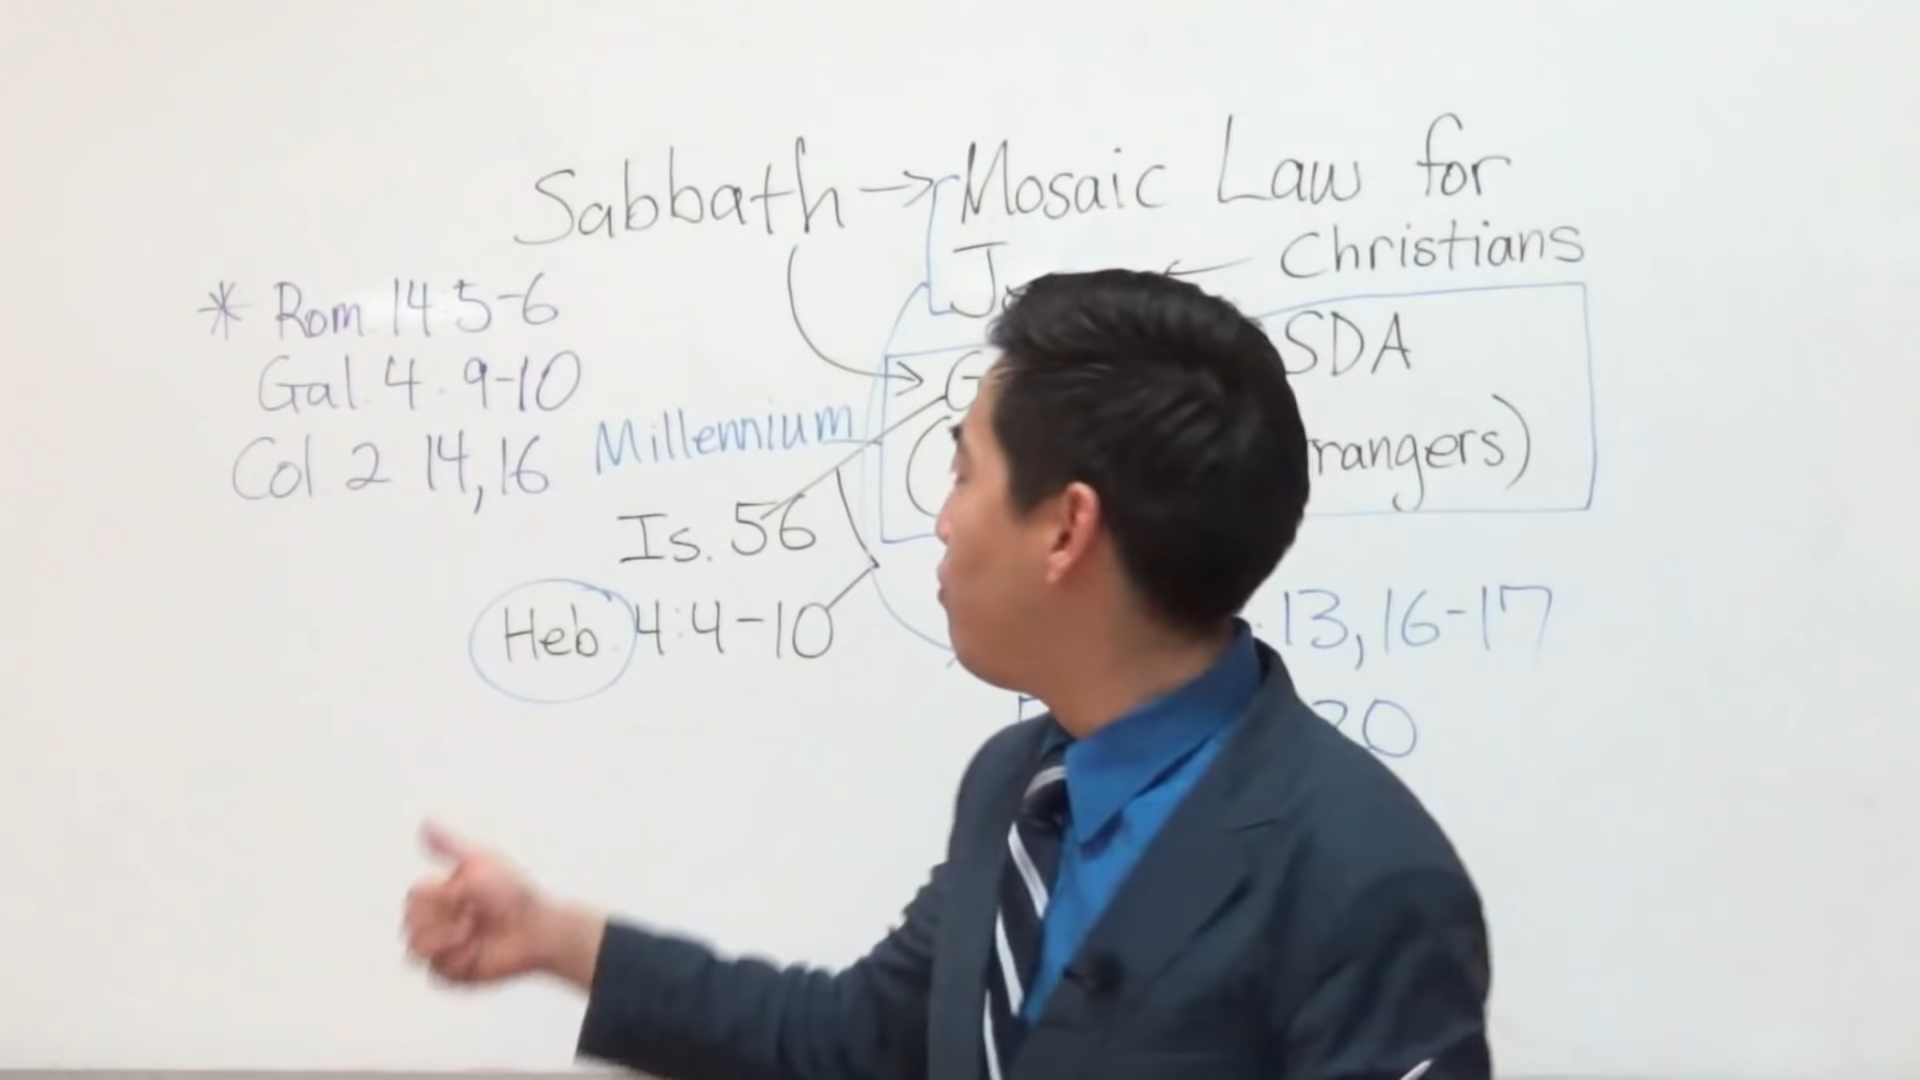 Sabbath → Mosaic Law for
Christians
* Rom 14:5-6
Gal. 4:9-10
Col 2 14,16
SDA
Millennium
Is. 56
Heb 4:4-10
13,16-17